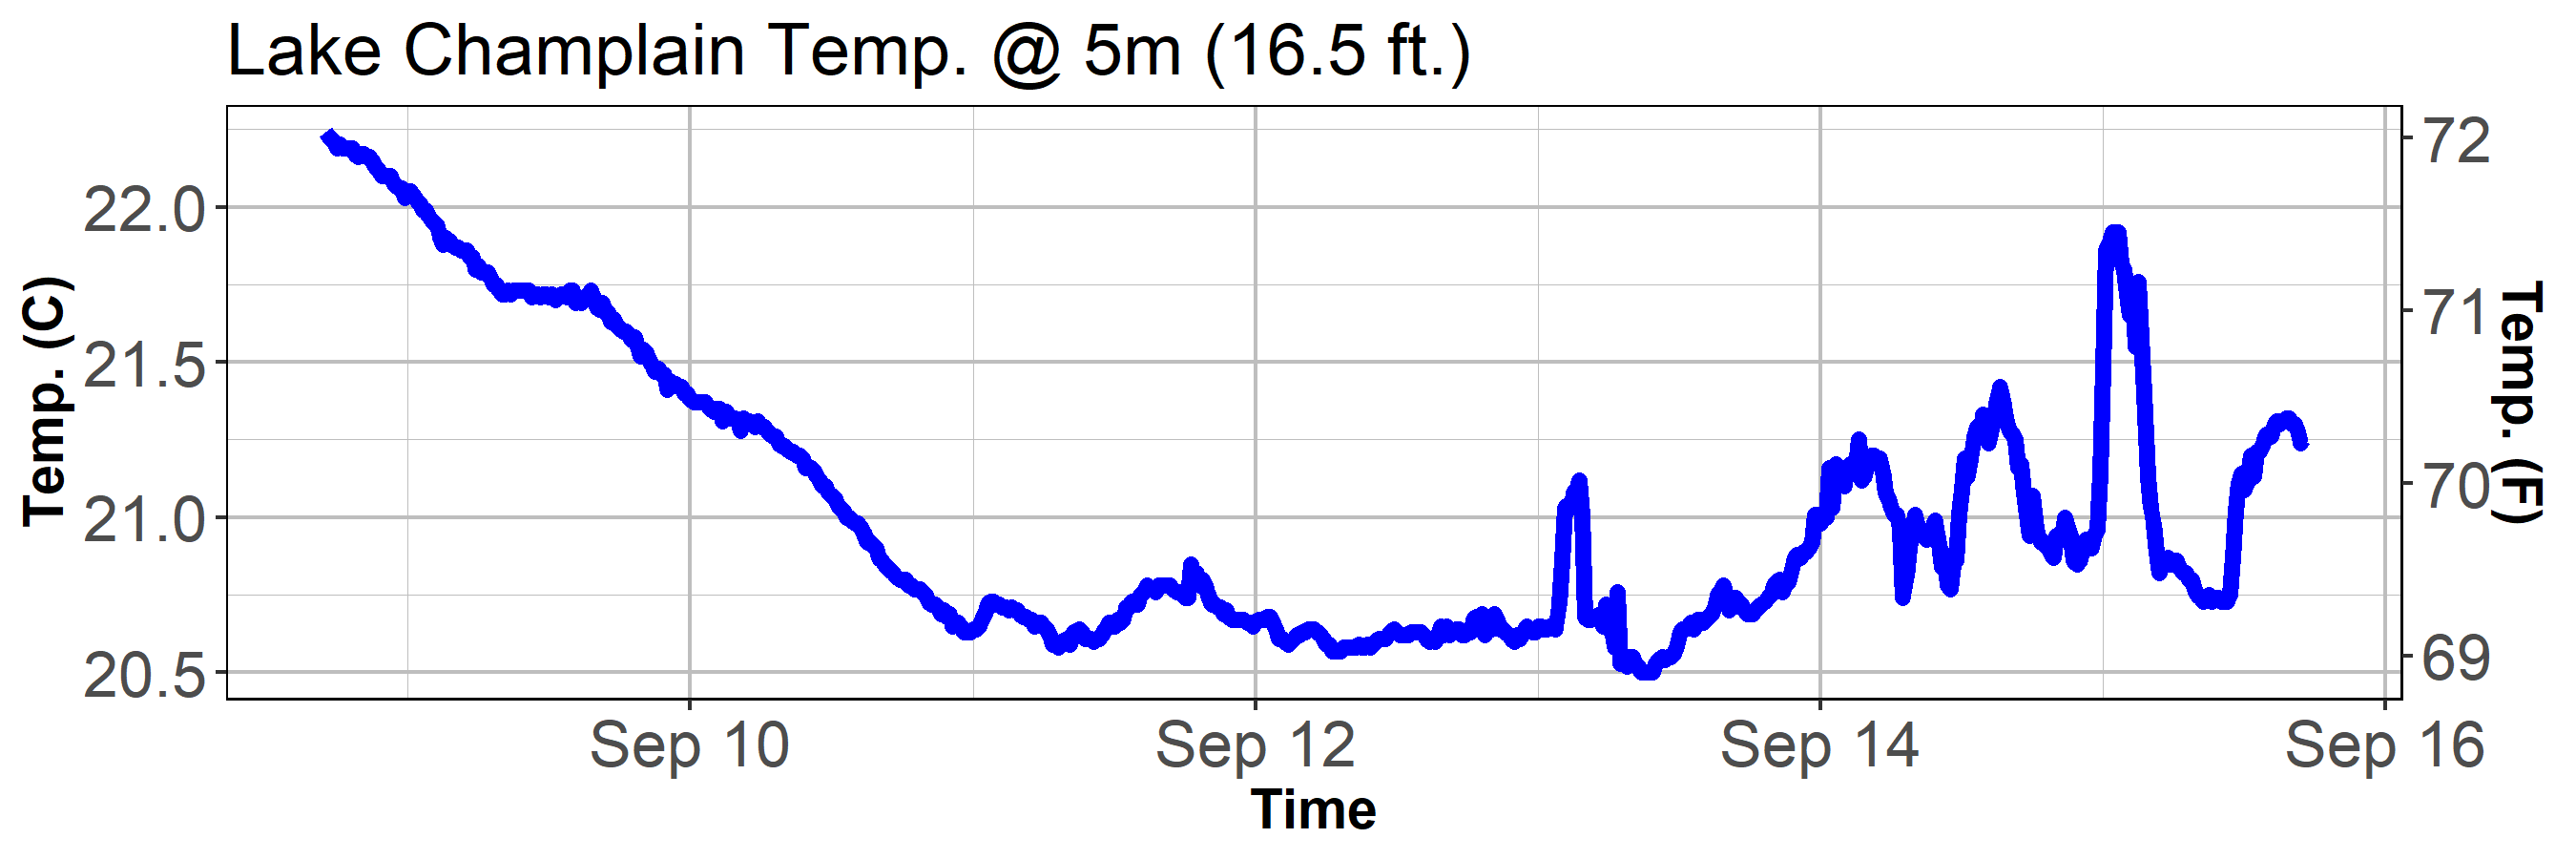 Lake Champlain Temp. @ 5m (16.5 ft.)
Temp. (C)
22.0
21.5
21.0
20.5
72
71
70
69
Temp. (F)
Sep 10 Sep 12 Sep 14 Sep 16
Time